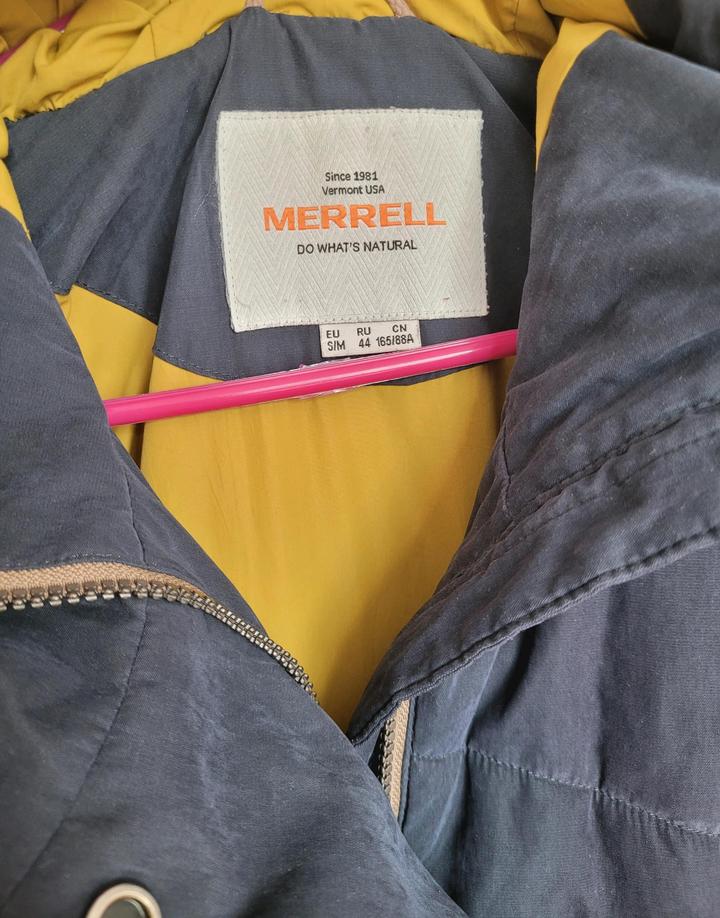 Since 1981
Vermont USA
MERRELL
DO WHAT'S NATURAL
EU RU CN
S/M 44 165/88A